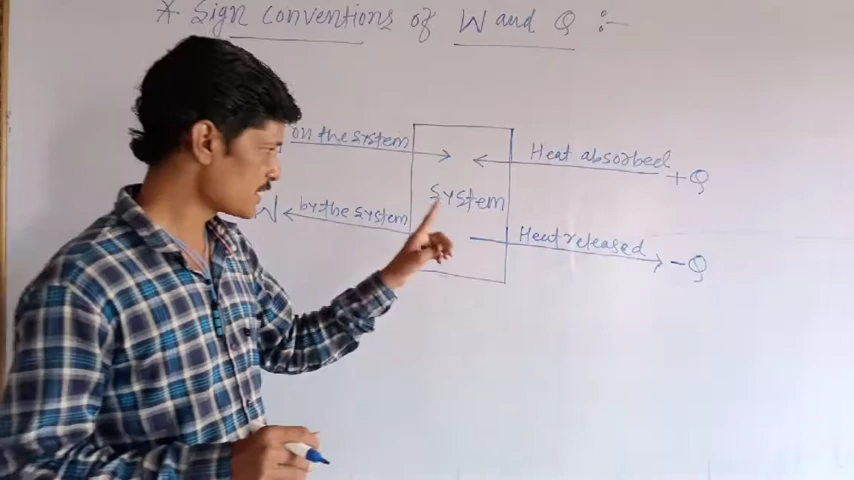 * Sign conventions of W and Q :-
on the system
Heat absorbed +Q
System
W by the system
Heat released -Q